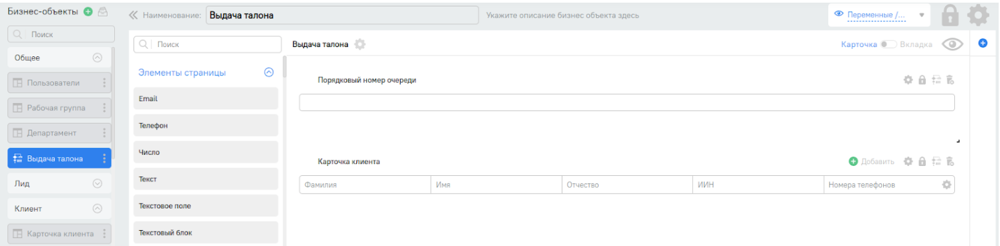 Бизнес-объекты
Поиск
Общее
Пользователи
Рабочая группа
Департамент
Выдача талона
Лид
Клиент
Карточка клиента
Наименование: Выдача талона
Укажите описание бизнес объекта здесь
Переменные /...
Поиск
Элементы страницы
Email
Телефон
Число
Текст
Текстовое поле
Текстовый блок
Выдача талона
Карточка Вкладка
Порядковый номер очереди
Карточка клиента
Добавить
Фамилия Имя Отчество ИИН Номера телефонов